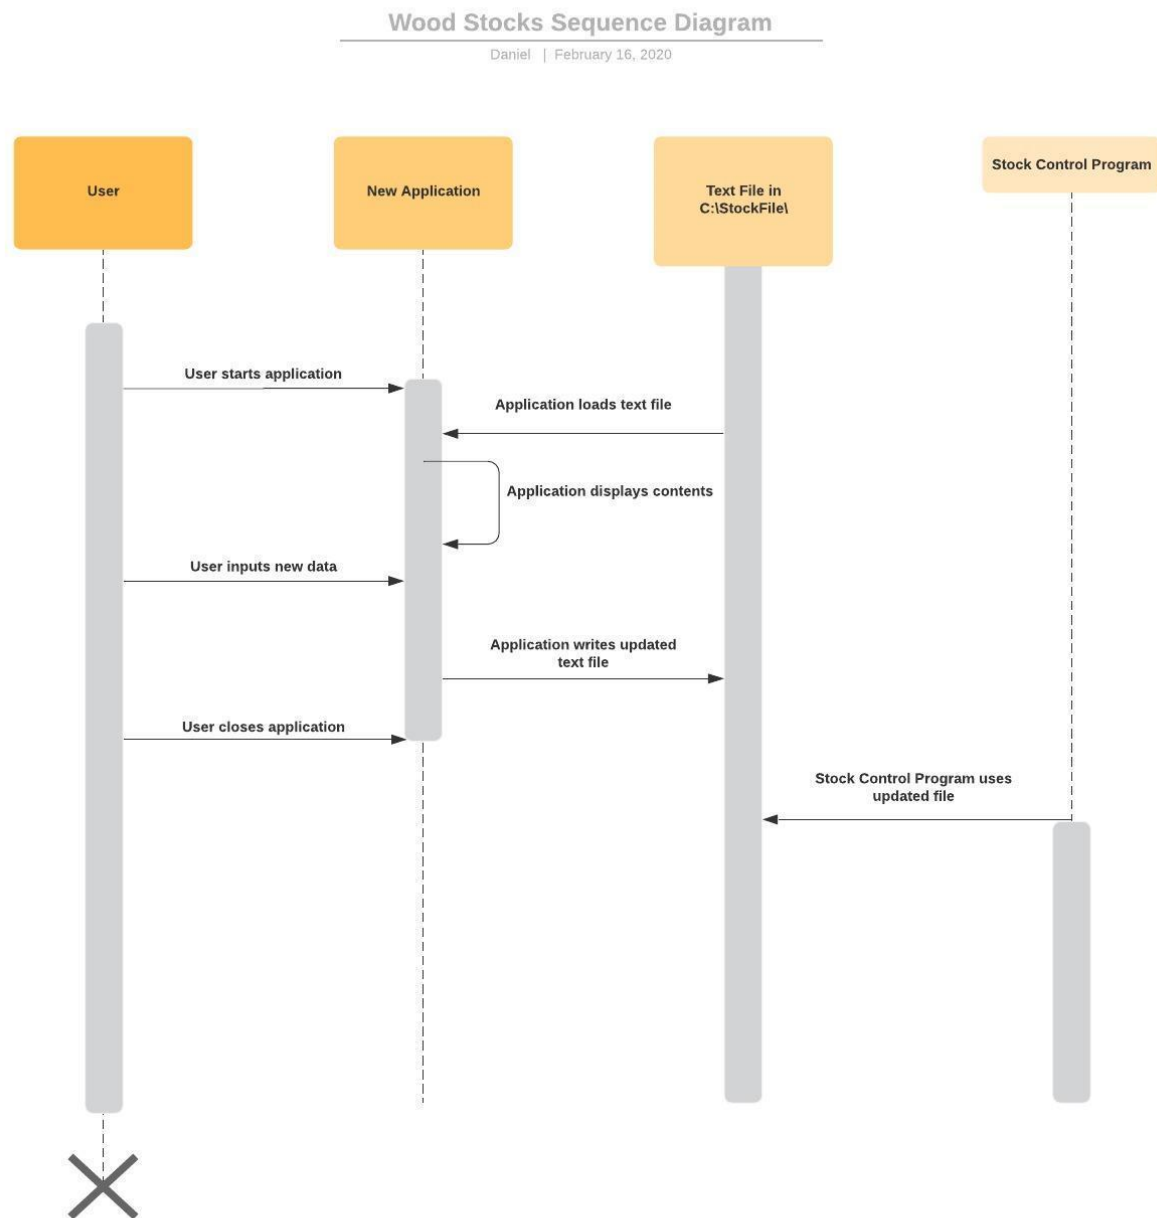 Wood Stocks Sequence Diagram
Daniel | February 16, 2020
User
New Application
Text File in
C:\StockFile\
Stock Control Program
User starts application
Application loads text file
Application displays contents
User inputs new data
Application writes updated
text file
User closes application
Stock Control Program uses
updated file